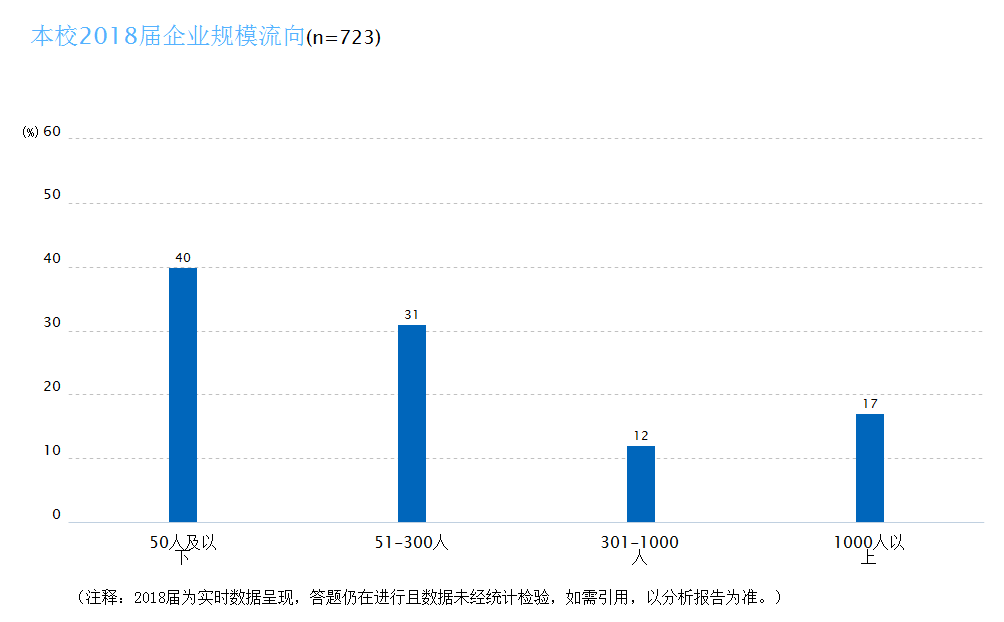 本校2018届企业规模流向(n=723)
(%) 60
50
40
30
20
10
0
40
31
12
17
50人及以
下
51-300人
301-1000
人
1000人以
上
（注释：2018届为实时数据呈现，答题仍在进行且数据未经统计检验，如需引用，以分析报告为准。）